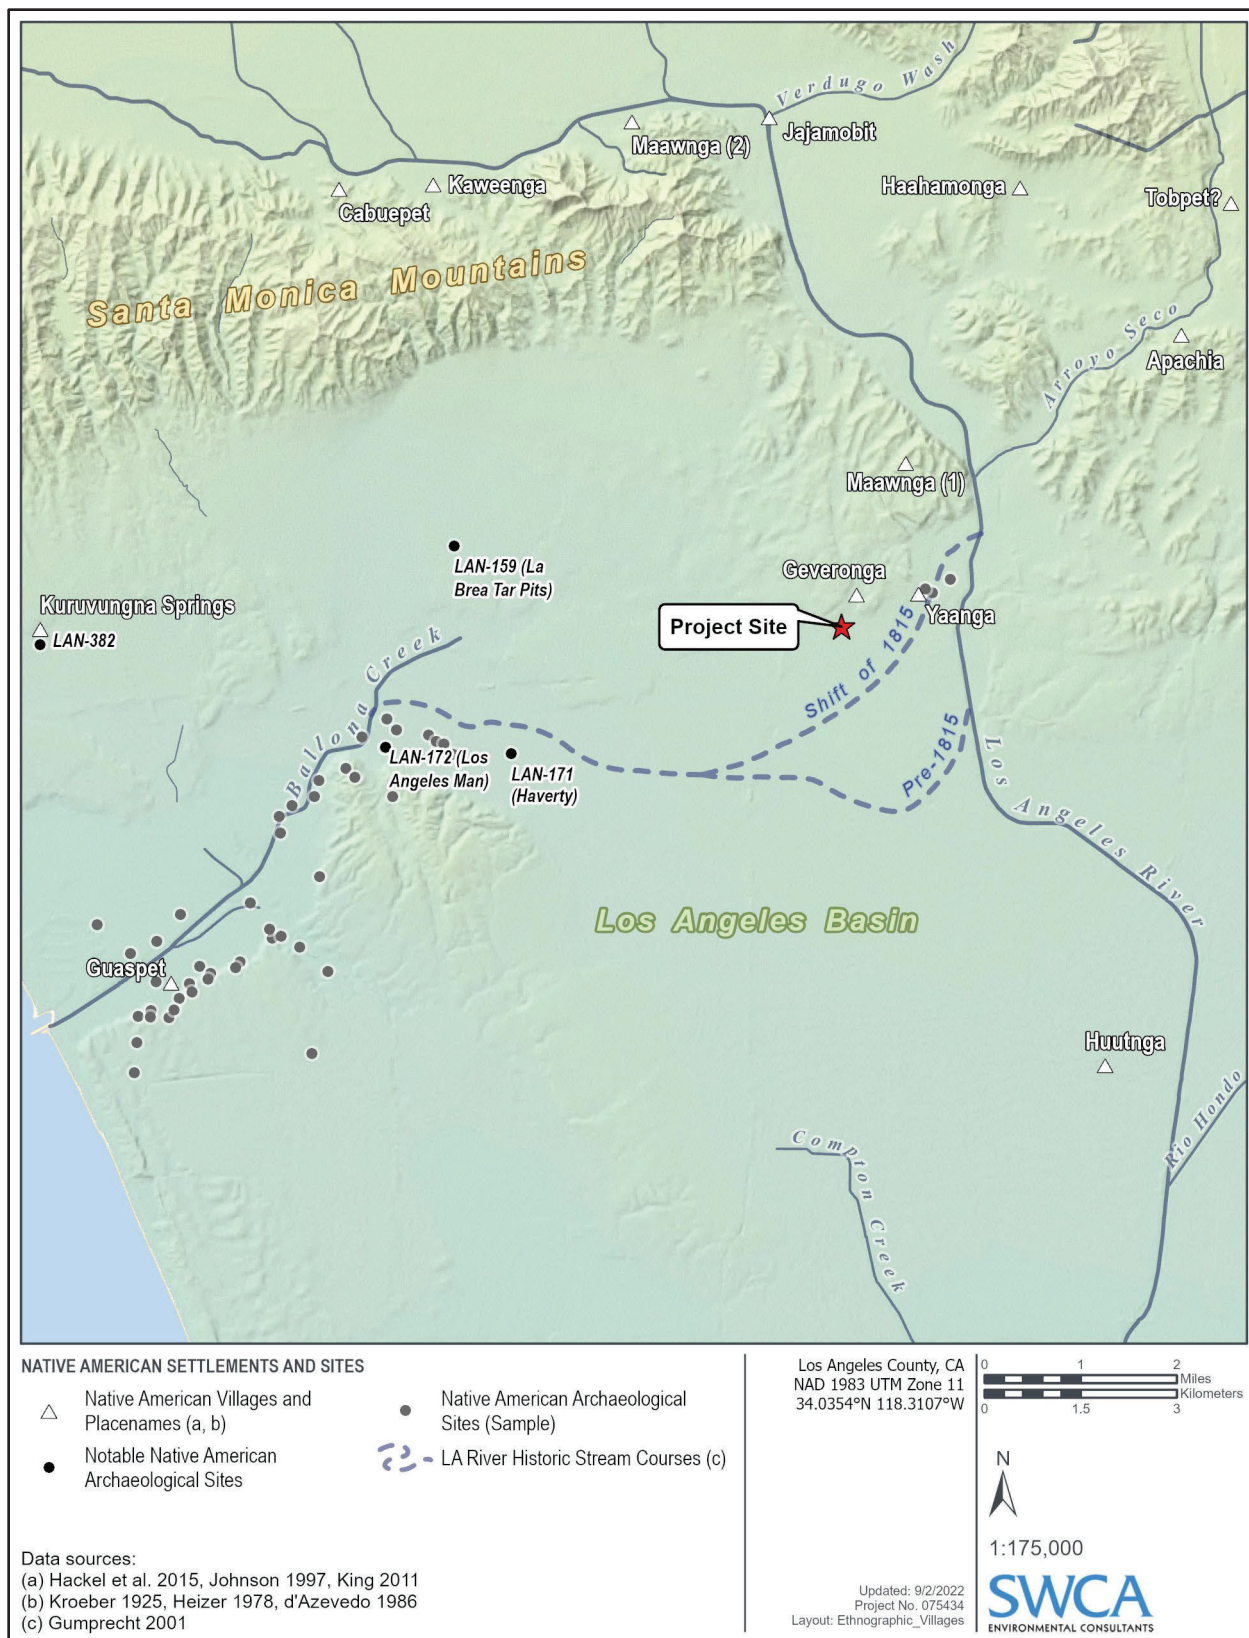 Verdugo Wash
Jajamobit
Maawnga (2)
Kaweenga
Cabuepet
Haahamonga
Tobpet?
Santa Monica Mountains
Arroyo Seco
Apachia
Maawnga (1)
LAN-159 (La
Brea Tar Pits)
Geveronga
Yaanga
Kuruvungna Springs
LAN-382
Project Site
Ballona Creek
Shift of 1815
Pre-1815
LAN-172 (Los
Angeles Man)
LAN-171
(Haverty)
Los Angeles River
Los Angeles Basin
Guaspet
Huutnga
Rio Hondo
Compton Creek
NATIVE AMERICAN SETTLEMENTS AND SITES
Native American Villages and
Placenames (a, b)
Notable Native American
Archaeological Sites
Native American Archaeological
Sites (Sample)
LA River Historic Stream Courses (c)
Data sources:
(a) Hackel et al. 2015, Johnson 1997, King 2011
(b) Kroeber 1925, Heizer 1978, d'Azevedo 1986
(c) Gumprecht 2001
Los Angeles County, CA
NAD 1983 UTM Zone 11
34.0354°N 118.3107°W
Updated: 9/2/2022
Project No. 075434
Layout: Ethnographic_Villages
0 1 2
Miles
Kilometers
0 1.5 3
N
1:175,000
SWCA
ENVIRONMENTAL CONSULTANTS